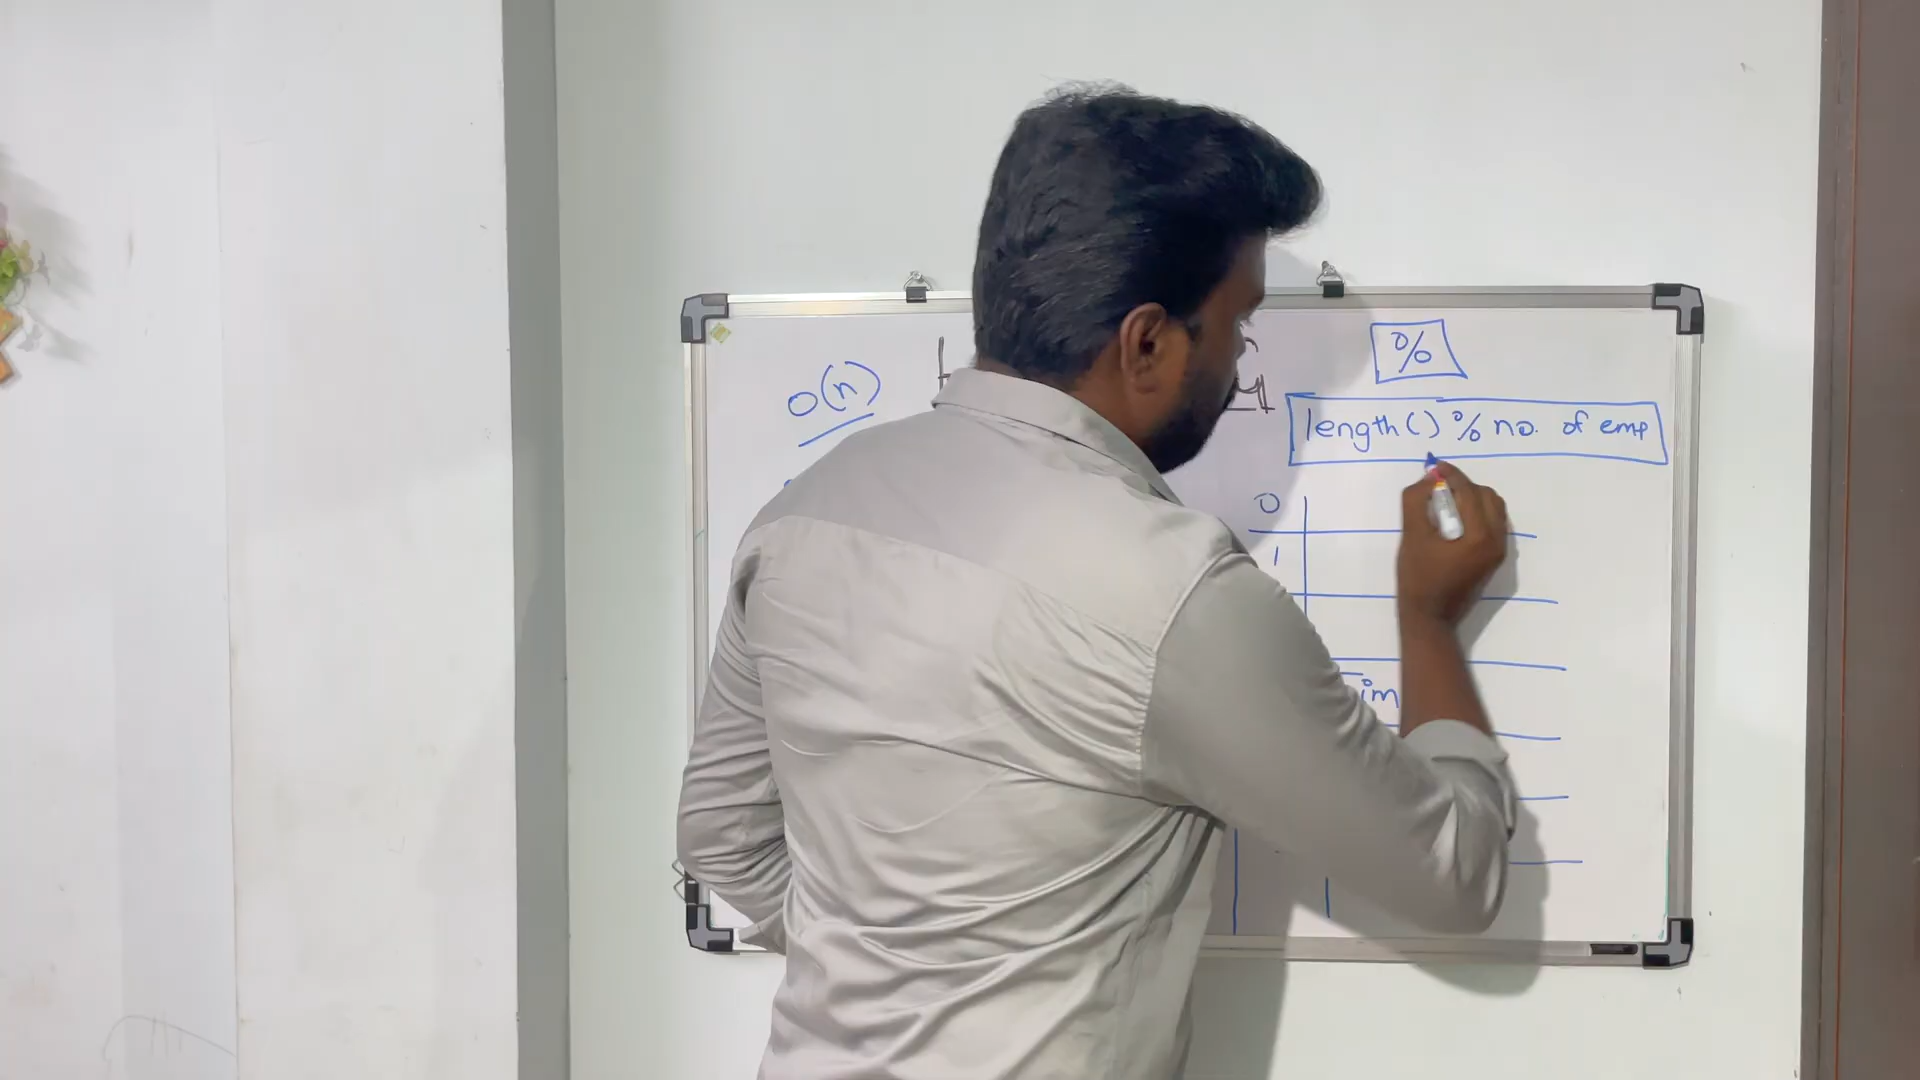 %
O(n)
length() % no. of emp
0
1